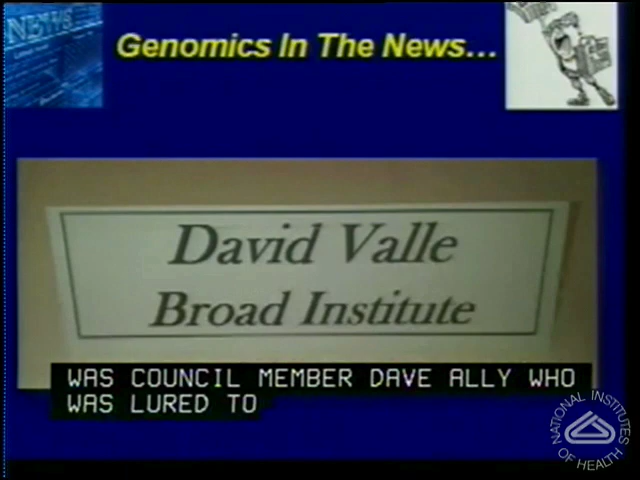 NEWS
Genomics In The News...
David Valle
Broad Institute
WAS COUNCIL MEMBER DAVE ALLY WHO
WAS LURED TO
NATIONAL INSTITUTES
OF HEALTH